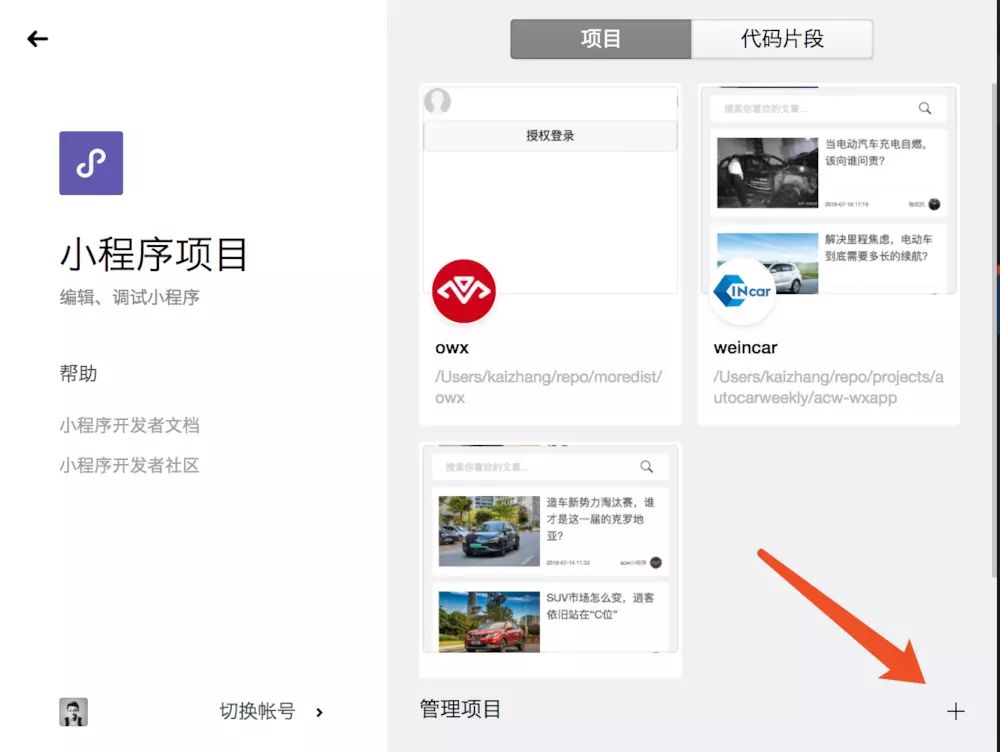 项目
代码片段
小程序项目
编辑、调试小程序
帮助
小程序开发者文档
小程序开发者社区
切换帐号
授权登录
owx
/Users/kaizhang/repo/moredist/
owx
搜索你喜欢的文章...
当电动汽车充电自燃，
该向谁问责？
2018-07-16 17:19
解决里程焦虑，电动车
到底需要多长的续航？
INcar
weincar
/Users/kaizhang/repo/projects/a
utocarweekly/acw-wxapp
搜索你喜欢的文章...
造车新势力淘汰赛，谁
才是这一届的克罗地
亚？
2018-07-14 11:32
SUV市场怎么变，逍客
依旧站在“C位”
管理项目